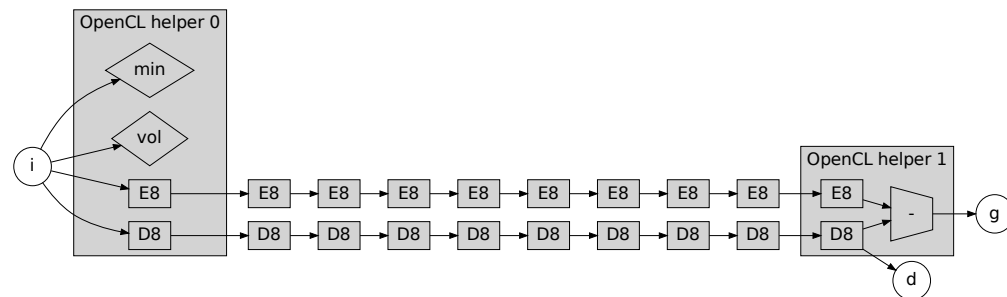 OpenCL helper 0
min
vol
i
OpenCL helper 1
E8 E8 E8 E8 E8 E8 E8 E8 E8 E8
-
g
D8 D8 D8 D8 D8 D8 D8 D8 D8 D8
d